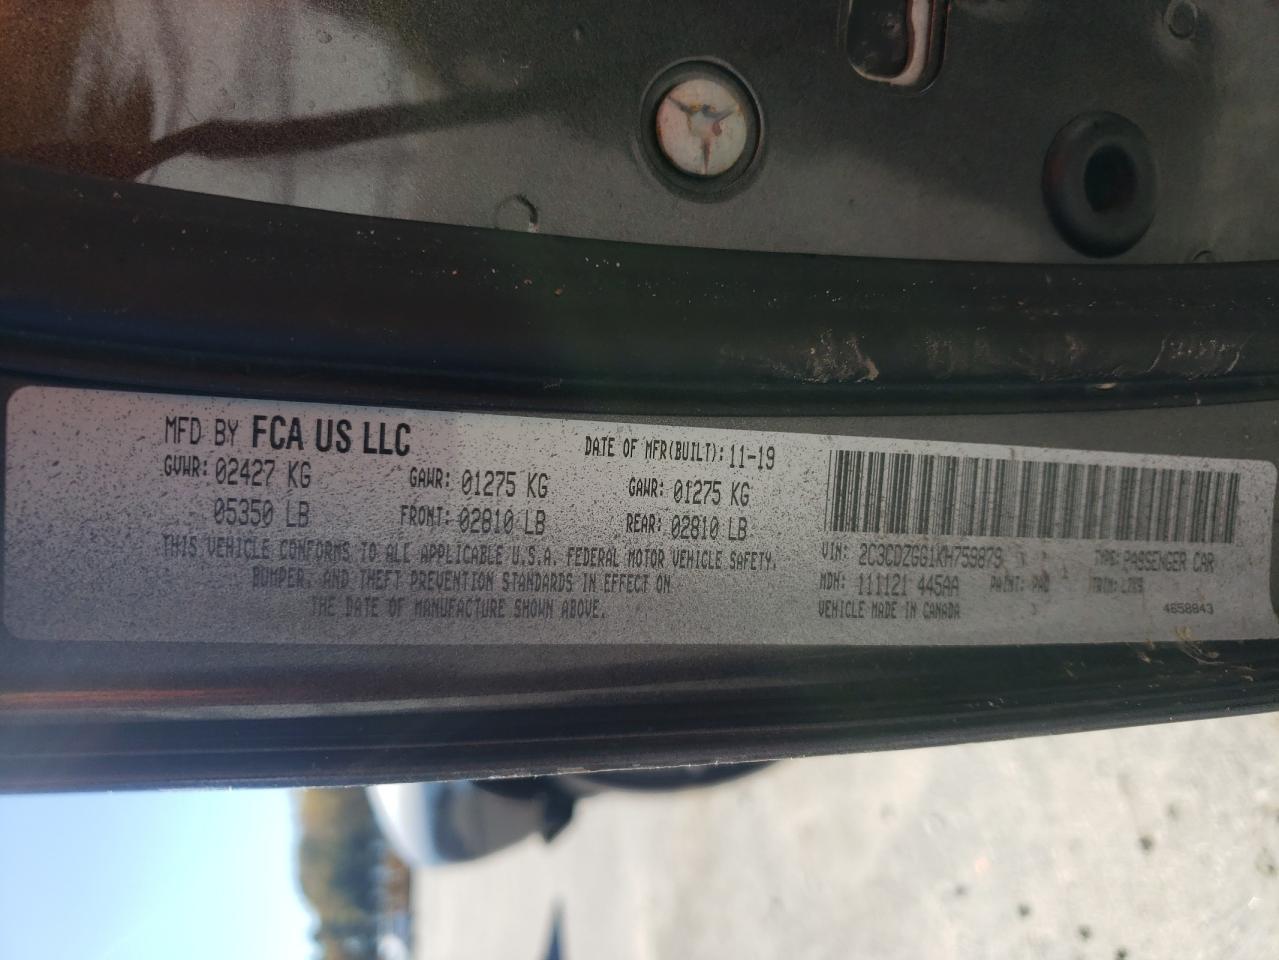 MFD BY FCA US LLC
DATE OF MFR(BUILT): 11-19
GVWR: 02427 KG
05350 LB
GAWR: 01275 KG
FRONT: 02810 LB
GAWR: 01275 KG
REAR: 02810 LB
THIS VEHICLE CONFORMS TO ALL APPLICABLE U.S.A. FEDERAL MOTOR VEHICLE SAFETY,
BUMPER, AND THEFT PREVENTION STANDARDS IN EFFECT ON
THE DATE OF MANUFACTURE SHOWN ABOVE.
VIN: 2C3CDZGG1KH759879
TYPE: PASSENGER CAR
MDH: 111121 445AA
PAINT:
TRIM:
VEHICLE MADE IN CANADA
4658843